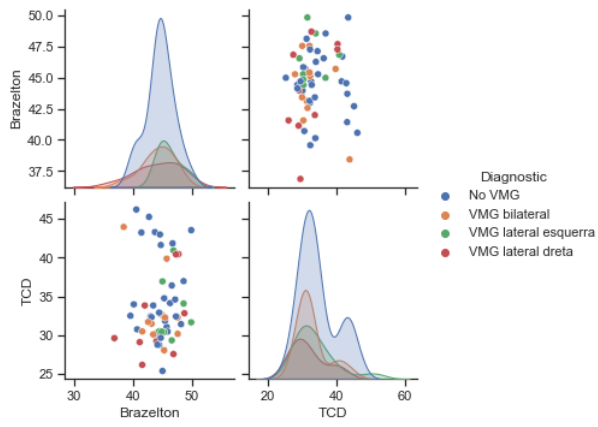 50.0
47.5
45.0
42.5
40.0
37.5
Brazelton
45
40
35
30
25
TCD
30 40 50
Brazelton
20 40 60
TCD
Diagnostic
No VMG
VMG bilateral
VMG lateral esquerra
VMG lateral dreta